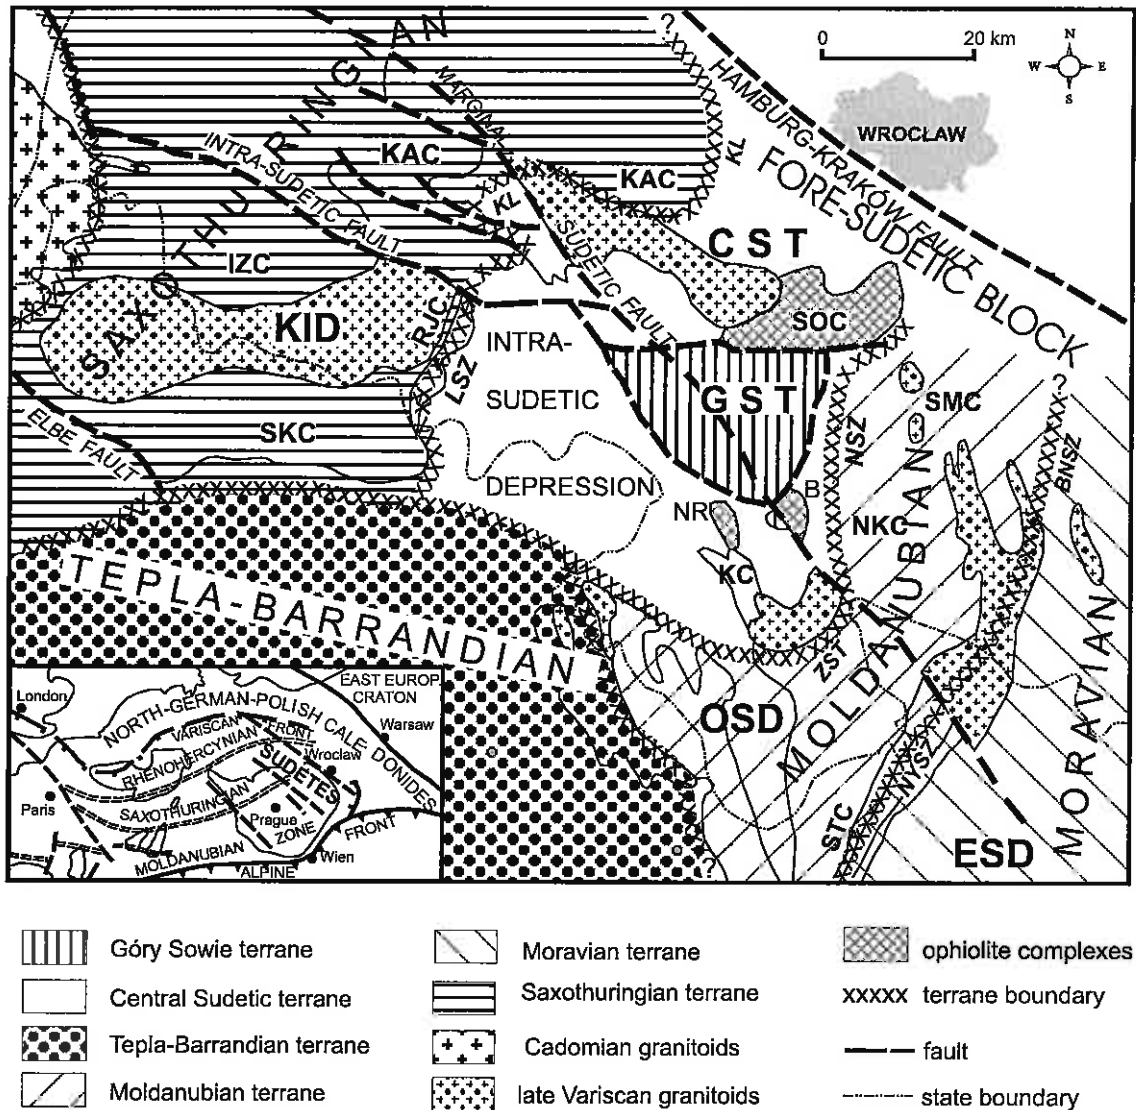 SAXOTHURINGIAN
MARGINAL
SUDETIC FAULT
?
0 20 km
N
W E
S
HAMBURG-KRAKÓW FAULT
WROCŁAW
FORE-SUDETIC BLOCK
INTRA-SUDETIC FAULT
KAC
KAC
KL
KL
CST
IZC
KID
RJC
LSZ
SOC
INTRA-
SUDETIC
DEPRESSION
GST
NSZ
SMC
?
BNSZ
SKC
ELBE FAULT
NR
B
NKC
KC
TEPLA-BARRANDIAN
ZST
MOLDANUBIAN
MORAVIAN
OSD
NYSZ
STC
ESD
?
London
EAST EUROP.
CRATON
Warsaw
NORTH-GERMAN-POLISH CALE-DONIDES
VARISCAN FRONT
RHENOHERCYNIAN
Wrocław
SUDETES
SAXOTHURINGIAN
Paris
Prague
ZONE
FRONT
MOLDANUBIAN
Wien
ALPINE
Góry Sowie terrane
Central Sudetic terrane
Tepla-Barrandian terrane
Moldanubian terrane
Moravian terrane
Saxothuringian terrane
Cadomian granitoids
late Variscan granitoids
ophiolite complexes
xxxxx terrane boundary
fault
state boundary